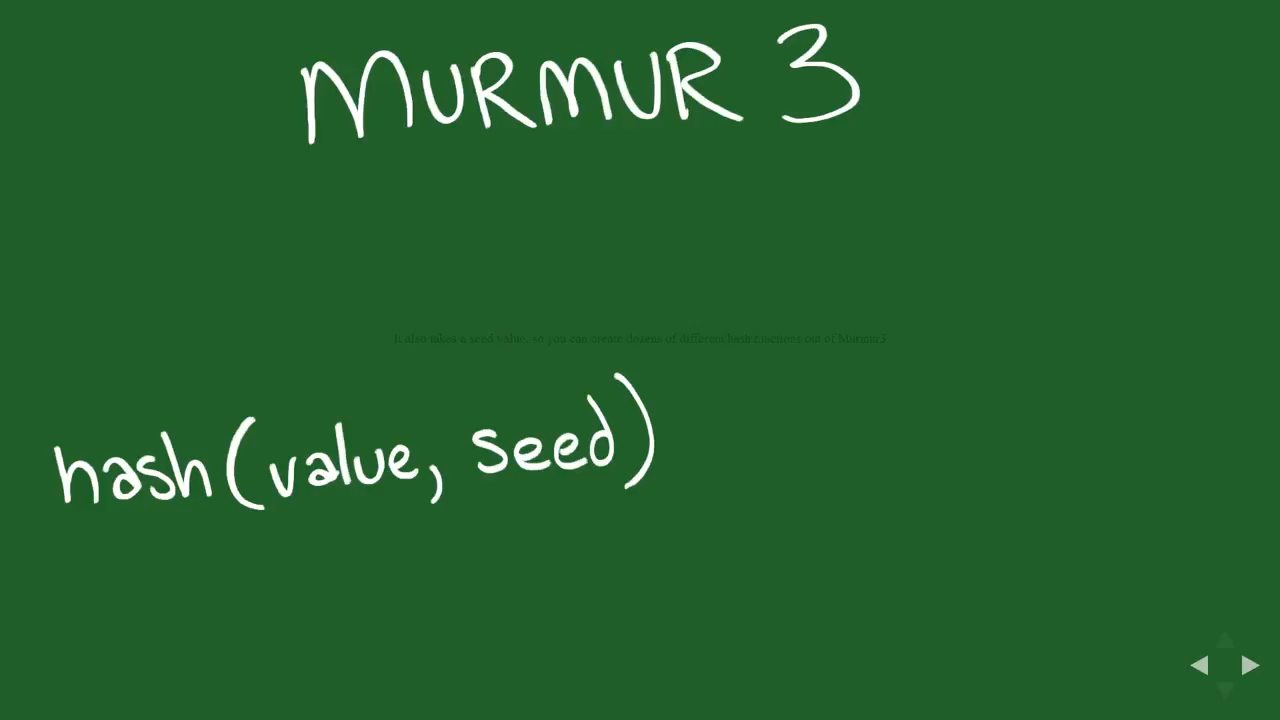 MURMUR 3
It also takes a seed value, so you can create dozens of different hash functions out of Murmur3
hash(value, seed)